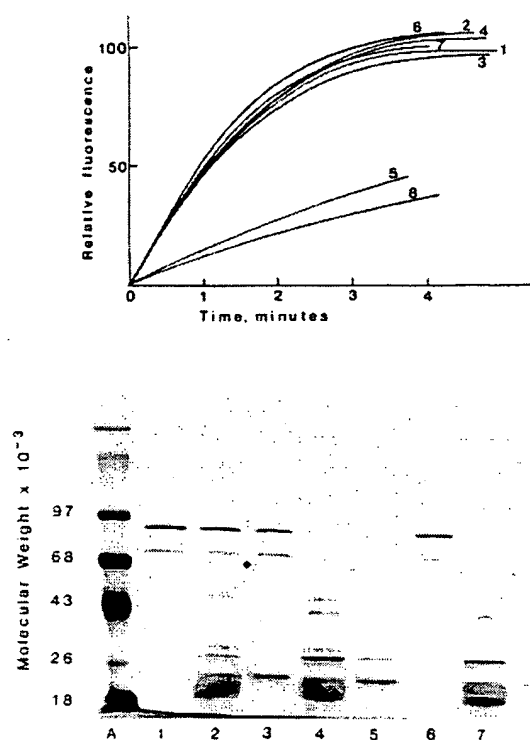 100
50
Relative fluorescence
6 2 4
7 1
3
5
8
0 1 2 3 4
Time, minutes
Molecular Weight x 10⁻³
97
68
43
26
18
A 1 2 3 4 5 6 7